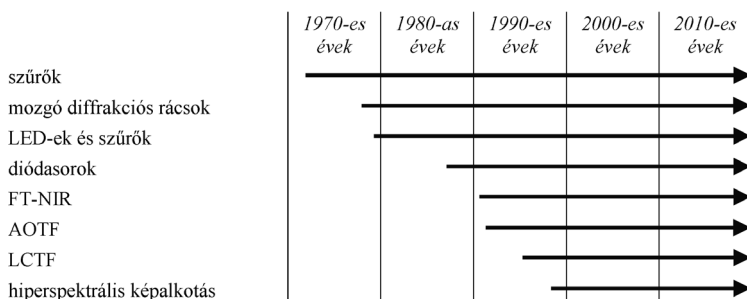 1970-es 1980-as 1990-es 2000-es 2010-es
évek évek évek évek évek
szűrők
mozgó diffrakciós rácsok
LED-ek és szűrők
diódasorok
FT-NIR
AOTF
LCTF
hiperspektrális képalkotás